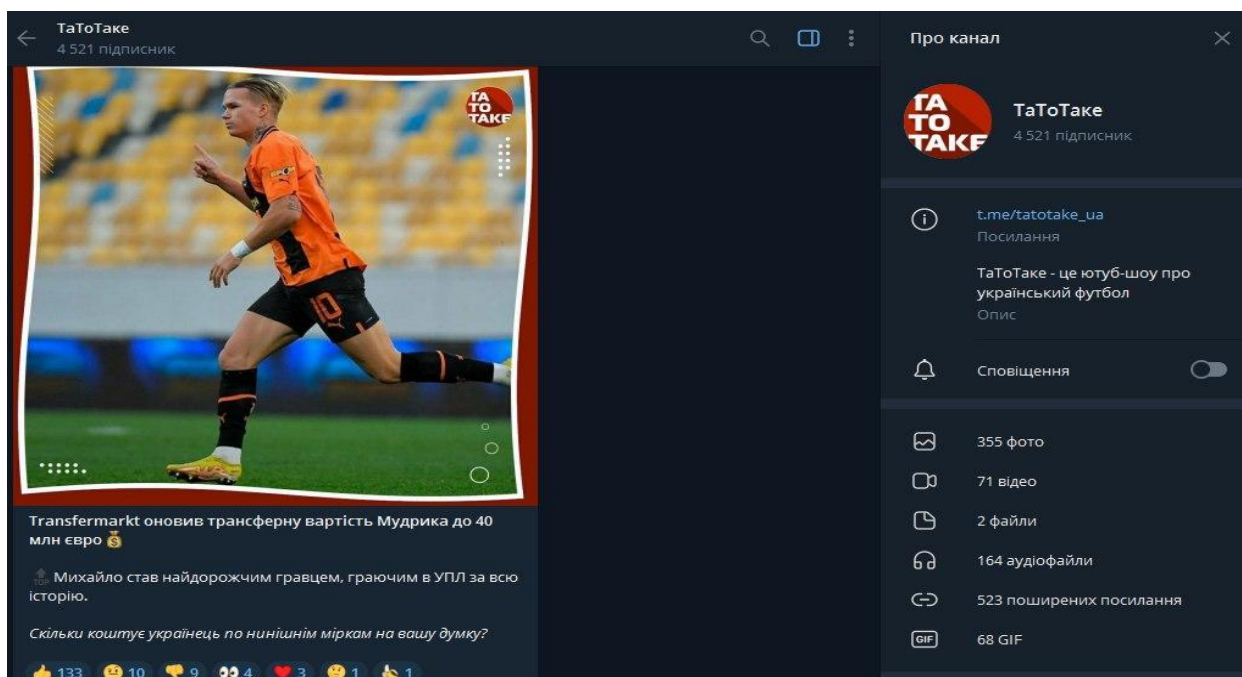 ТаТоТаке
4 521 підписник
ТА
ТО
ТАКЕ
10
Transfermarkt оновив трансферну вартість Мудрика до 40
млн євро
TOP Михайло став найдорожчим гравцем, граючим в УПЛ за всю
історію.
Скільки коштує українець по нинішнім міркам на вашу думку?
133 10 9 4 3 1 1
Про канал
ТА
ТО
ТАКЕ
ТаТоТаке
4 521 підписник
t.me/tatotake_ua
Посилання
ТаТоТаке - це ютуб-шоу про
український футбол
Опис
Сповіщення
355 фото
71 відео
2 файли
164 аудіофайли
523 поширених посилання
GIF 68 GIF